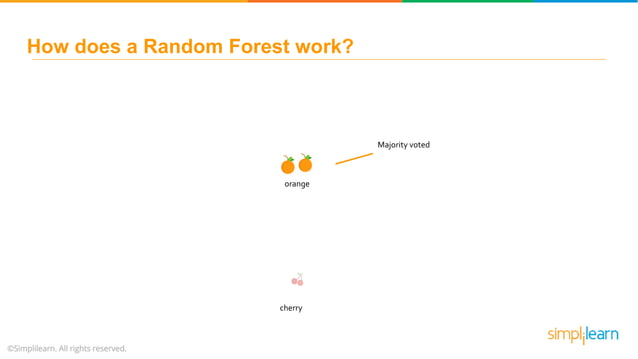 How does a Random Forest work?
Majority voted
orange
cherry
simplilearn
©Simplilearn. All rights reserved.